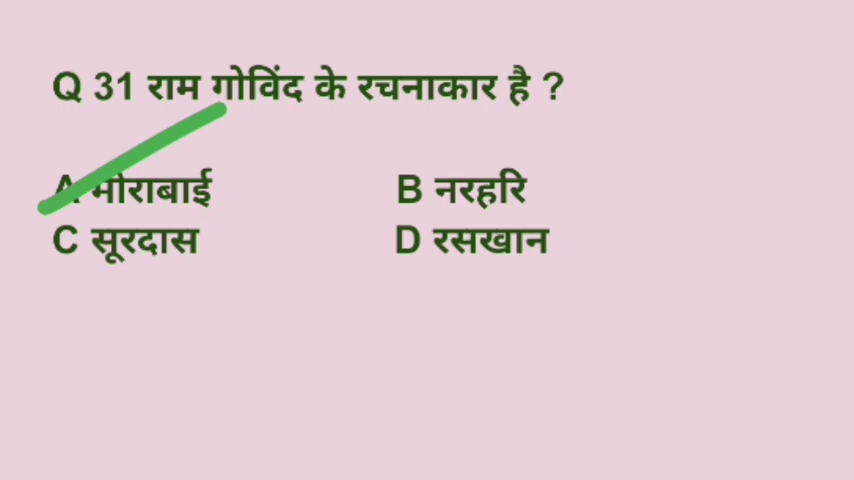 Q 31 राम गोविंद के रचनाकार है ?
A मीराबाई B नरहरि
C सूरदास D रसखान